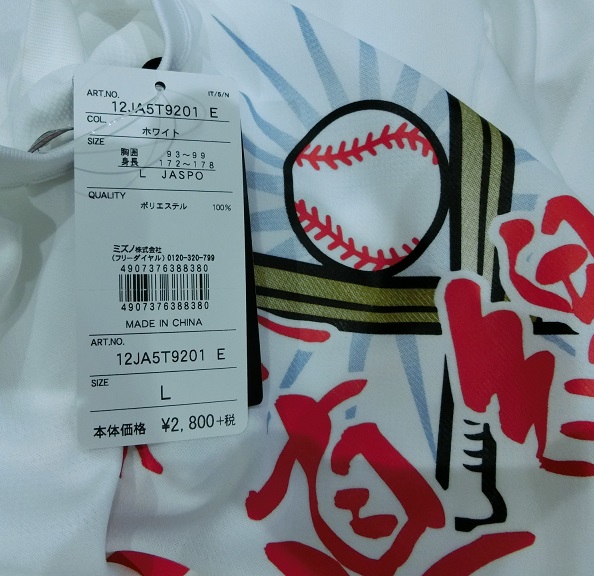 ART.NO. IT/S/N
12JA5T9201 E
COL.
ホワイト
SIZE
胸囲 93~99
身長 172~178
L JASPO
QUALITY
ポリエステル 100%
ミズノ株式会社
(フリーダイヤル) 0120-320-799
4907376388380
4907376388380
MADE IN CHINA
ART.NO.
12JA5T9201 E
SIZE
L
本体価格 ¥2,800+税